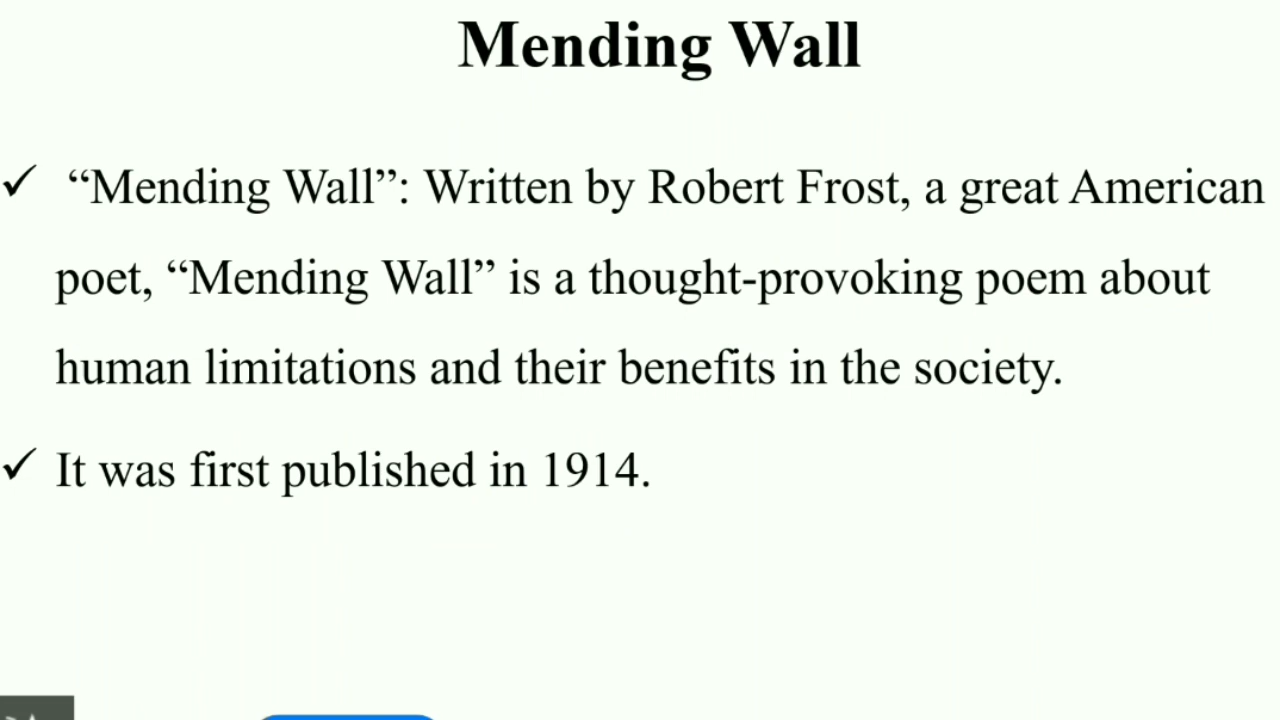 Mending Wall
✓ “Mending Wall”: Written by Robert Frost, a great American
poet, “Mending Wall” is a thought-provoking poem about
human limitations and their benefits in the society.
✓ It was first published in 1914.